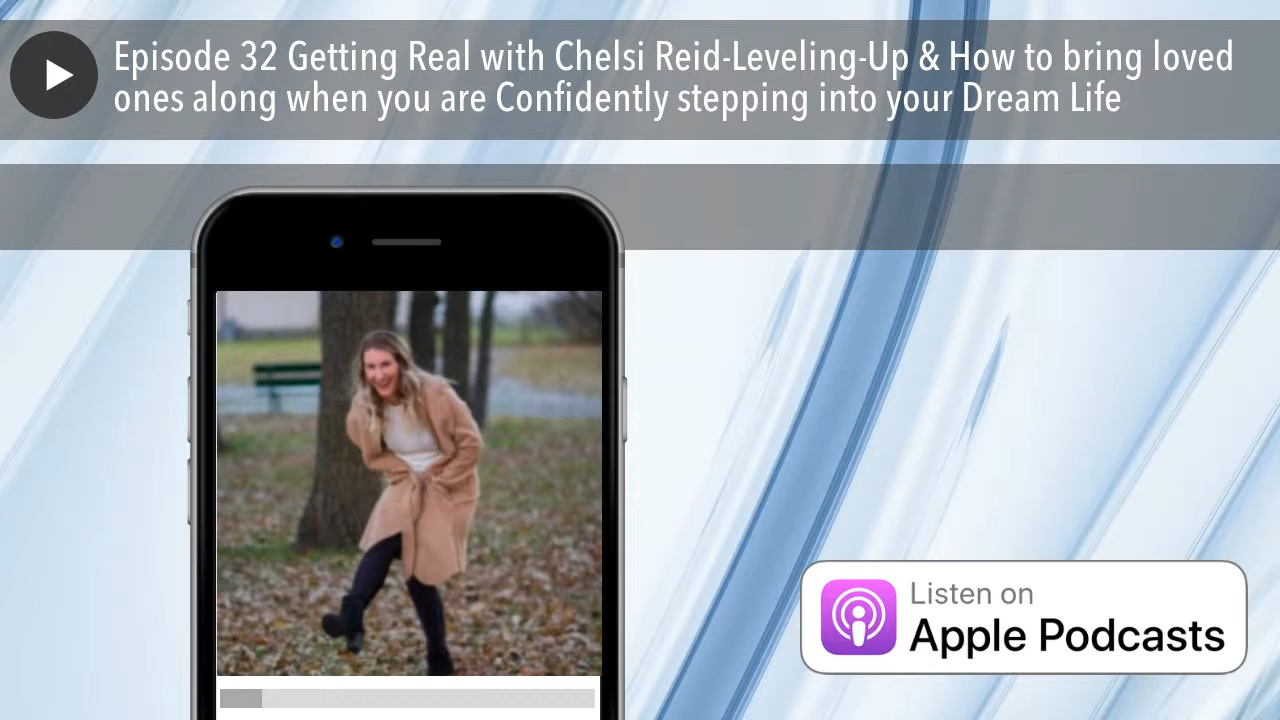 Episode 32 Getting Real with Chelsi Reid-Leveling-Up & How to bring loved
ones along when you are Confidently stepping into your Dream Life
Listen on
Apple Podcasts